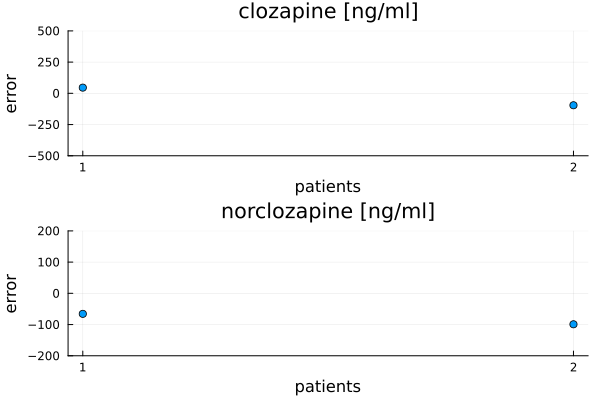 clozapine [ng/ml]
500
250
0
−250
−500
error
1 2
patients
norclozapine [ng/ml]
200
100
0
−100
−200
error
1 2
patients